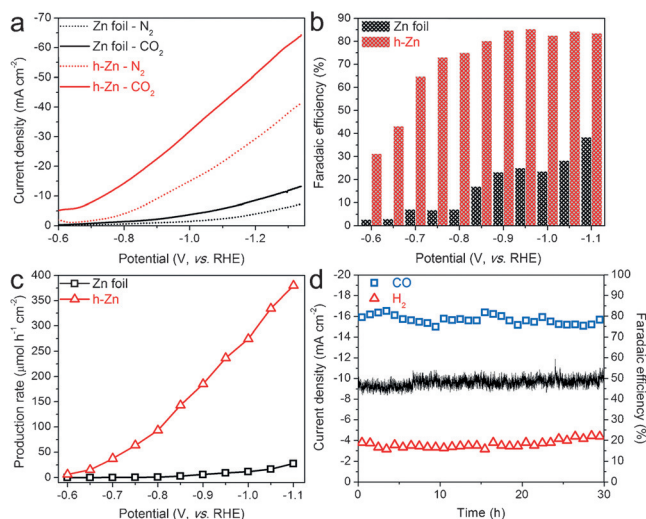 a
-70
-60
-50
-40
-30
-20
-10
0
Current density (mA cm⁻²)
Zn foil - N₂
Zn foil - CO₂
h-Zn - N₂
h-Zn - CO₂
-0.6 -0.8 -1.0 -1.2
Potential (V, vs. RHE)
b
90
80
70
60
50
40
30
20
10
0
Faradaic efficiency (%)
Zn foil
h-Zn
-0.6 -0.7 -0.8 -0.9 -1.0 -1.1
Potential (V, vs. RHE)
c
400
350
300
250
200
150
100
50
0
Production rate (μmol h⁻¹ cm⁻²)
Zn foil
h-Zn
-0.6 -0.7 -0.8 -0.9 -1.0 -1.1
Potential (V, vs. RHE)
d
-20
-18
-16
-14
-12
-10
-8
-6
-4
-2
0
Current density (mA cm⁻²)
CO
H₂
100
90
80
70
60
50
40
30
20
10
0
Faradaic efficiency
(%)
0 10 20 30
Time (h)